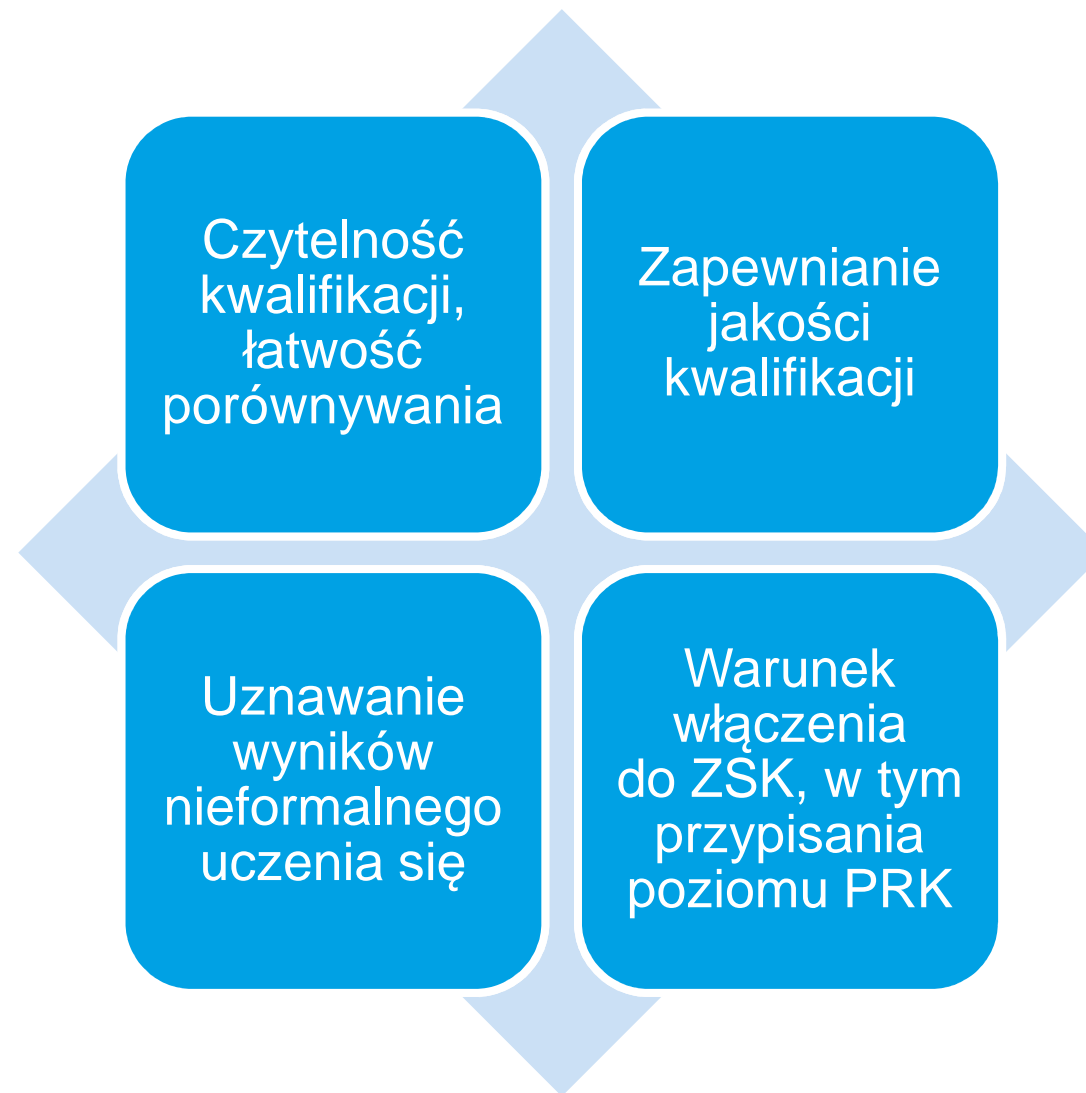 Czytelność
kwalifikacji,
łatwość
porównywania
Zapewnianie
jakości
kwalifikacji
Uznawanie
wyników
nieformalnego
uczenia się
Warunek
włączenia
do ZSK, w tym
przypisania
poziomu PRK